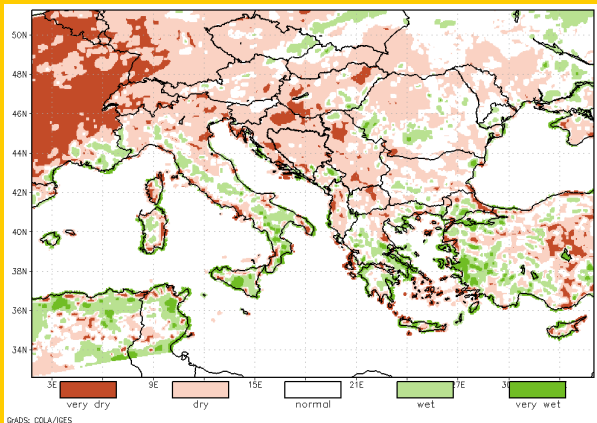 50N
48N
46N
44N
42N
40N
38N
36N
34N
3E 9E 15E 21E 27E
very dry dry normal wet very wet
GrADS: COLA/IGES